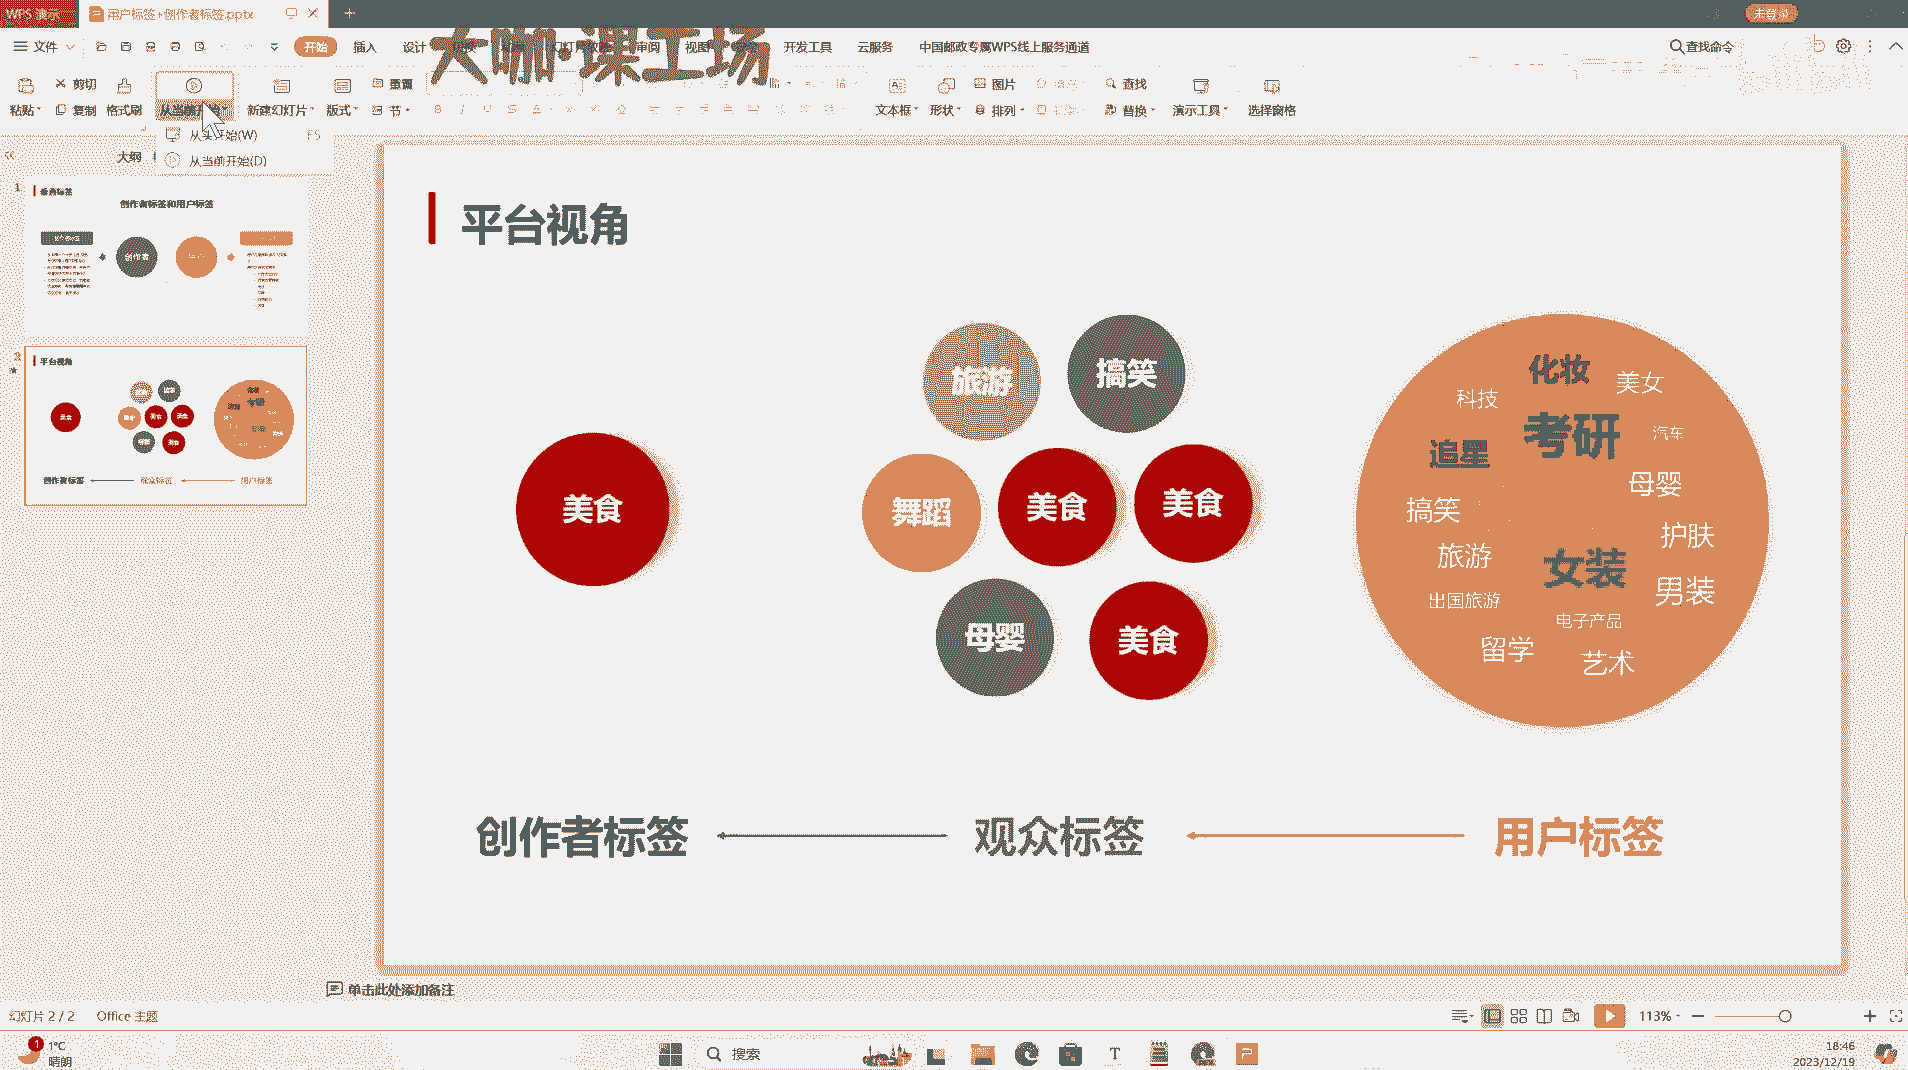 WPS 演示
用户标签+创作者标签.pptx
未登录
文件
开始
插入
设计
审阅
视图
开发工具
云服务
中国邮政专属WPS线上服务通道
查找命令
大咖·课工场
剪切
重置
图片
查找
粘贴
复制
格式刷
新建幻灯片
版式
节
文本框
形状
排列
替换
演示工具
选择窗格
F5
从当前开始(D)
大纲
1
创作者标签和用户标签
创作者
2
平台视角
美食
美食
美食
美食
创作者标签
观众标签
用户标签
平台视角
美食
旅游
搞笑
舞蹈
美食
美食
母婴
美食
化妆
美女
科技
考研
汽车
追星
母婴
搞笑
护肤
旅游
女装
男装
出国旅游
电子产品
留学
艺术
创作者标签
观众标签
用户标签
单击此处添加备注
幻灯片 2 / 2
Office 主题
113%
1
1°C
晴朗
搜索
18:46
2023/12/19